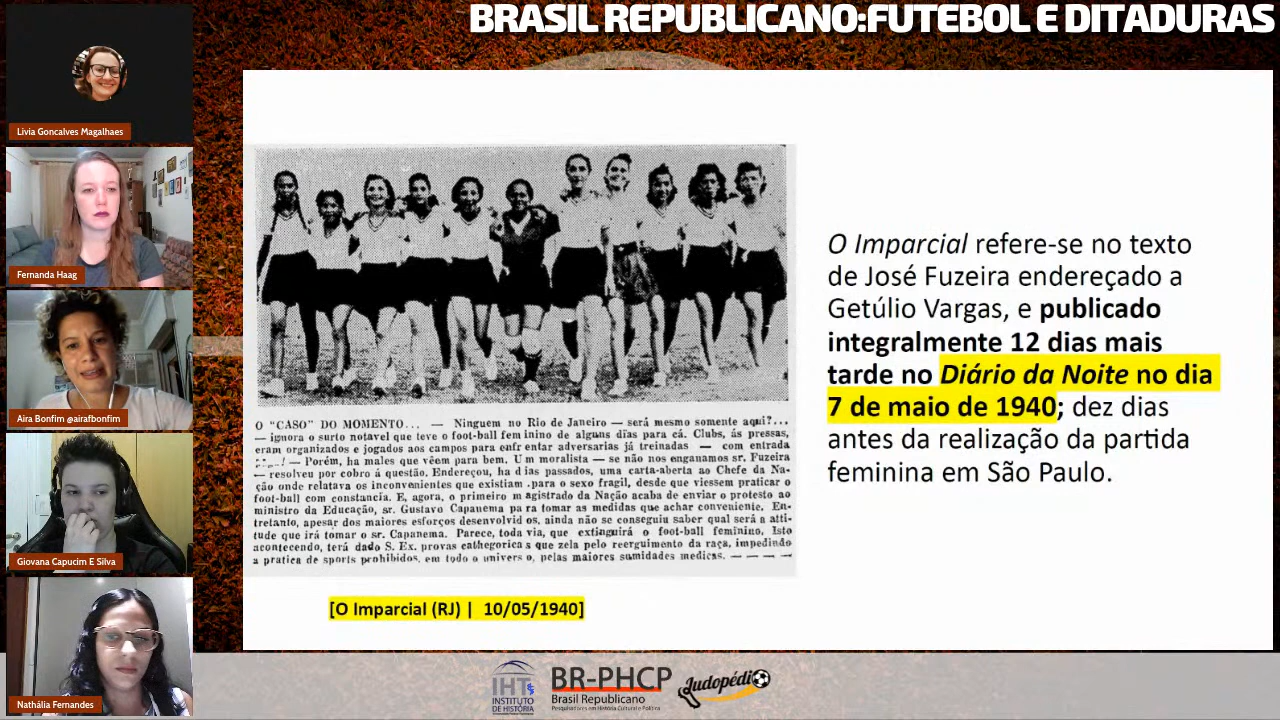 BRASIL REPUBLICANO:FUTEBOL E DITADURAS
Livia Goncalves Magalhaes
Fernanda Haag
Aira Bonfim @airafbonfim
Giovana Capucim E Silva
Nathália Fernandes
O "CASO" DO MOMENTO... — Ninguem no Rio de Janeiro — será mesmo somente aqui?...
— ignora o surto notavel que teve o foot-ball feminino de alguns dias para cá. Clubs, ás pressas,
eram organizados e jogados aos campos para enfrentar adversarias já treinadas — com entrada
— Porém, ha males que vêem para bem. Um moralista — se não nos enganamos sr. Fuzeira
— resolveu por cobro á questão. Endereçou, ha dias passados, uma carta-aberta ao Chefe da Na-
ção onde relatava os inconvenientes que existiam para o sexo fragil, desde que viessem praticar o
foot-ball com constancia. E, agora, o primeiro magistrado da Nação acaba de enviar o protesto ao
ministro da Educação, sr. Gustavo Capanema para tomar as medidas que achar conveniente. En-
tretanto, apesar dos maiores esforços desenvolvidos, ainda não se conseguiu saber qual será a atti-
tude que irá tomar o sr. Capanema. Parece, todavia, que extinguirá o foot-ball feminino. Isto
acontecendo, terá dado S. Ex. provas cathegoricas que zela pelo reerguimento da raça, impedindo
a pratica de sports prohibidos, em todo o universo, pelas maiores sumidades medicas. — — — —
[O Imparcial (RJ) | 10/05/1940]
O Imparcial refere-se no texto
de José Fuzeira endereçado a
Getúlio Vargas, e publicado
integralmente 12 dias mais
tarde no Diário da Noite no dia
7 de maio de 1940; dez dias
antes da realização da partida
feminina em São Paulo.
IHT
INSTITUTO
DE HISTÓRIA
BR-PHCP
Brasil Republicano
Pesquisadores em História Cultural e Política
Ludopédio